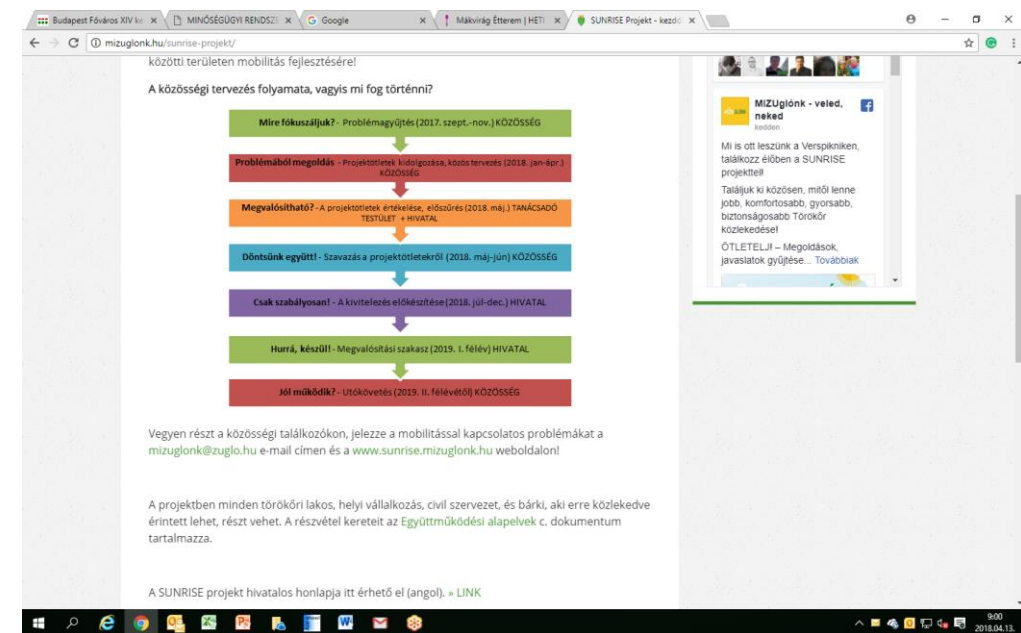 Budapest Főváros XIV ke
MINŐSÉGÜGYI RENDSZE
Google
Mákvirág Étterem | HETI
SUNRISE Projekt - kezdő
mizuglonk.hu/sunrise-projekt/
közötti területen mobilitás fejlesztésére!
A közösségi tervezés folyamata, vagyis mi fog történni?
Mire fókuszáljuk? - Problémagyűjtés (2017. szept.-nov.) KÖZÖSSÉG
Problémából megoldás - Projektötletek kidolgozása, közös tervezés (2018. jan-ápr.)
KÖZÖSSÉG
Megvalósítható? - A projektötletek értékelése, előszűrés (2018. máj.) TANÁCSADÓ
TESTÜLET + HIVATAL
Döntsünk együtt! - Szavazás a projektötletekről (2018. máj-jún) KÖZÖSSÉG
Csak szabályosan! - A kivitelezés előkészítése (2018. júl-dec.) HIVATAL
Hurrá, készül! - Megvalósítási szakasz (2019. I. félév) HIVATAL
Jól működik? - Utókövetés (2019. II. félévétől) KÖZÖSSÉG
Vegyen részt a közösségi találkozókon, jelezze a mobilitással kapcsolatos problémákat a
mizuglonk@zuglo.hu e-mail címen és a www.sunrise.mizuglonk.hu weboldalon!
A projektben minden törökőri lakos, helyi vállalkozás, civil szervezet, és bárki, aki erre közlekedve
érintett lehet, részt vehet. A részvétel kereteit az Együttműködési alapelvek c. dokumentum
tartalmazza.
A SUNRISE projekt hivatalos honlapja itt érhető el (angol). » LINK
MiZUglónk - veled,
neked
kedden
Mi is ott leszünk a Verspikniken,
találkozz élőben a SUNRISE
projekttel!
Találjuk ki közösen, mitől lenne
jobb, komfortosabb, gyorsabb,
biztonságosabb Törökőr
közlekedése!
ÖTLETELJ! – Megoldások,
javaslatok gyűjtése... Továbbiak
9:00
2018.04.13.